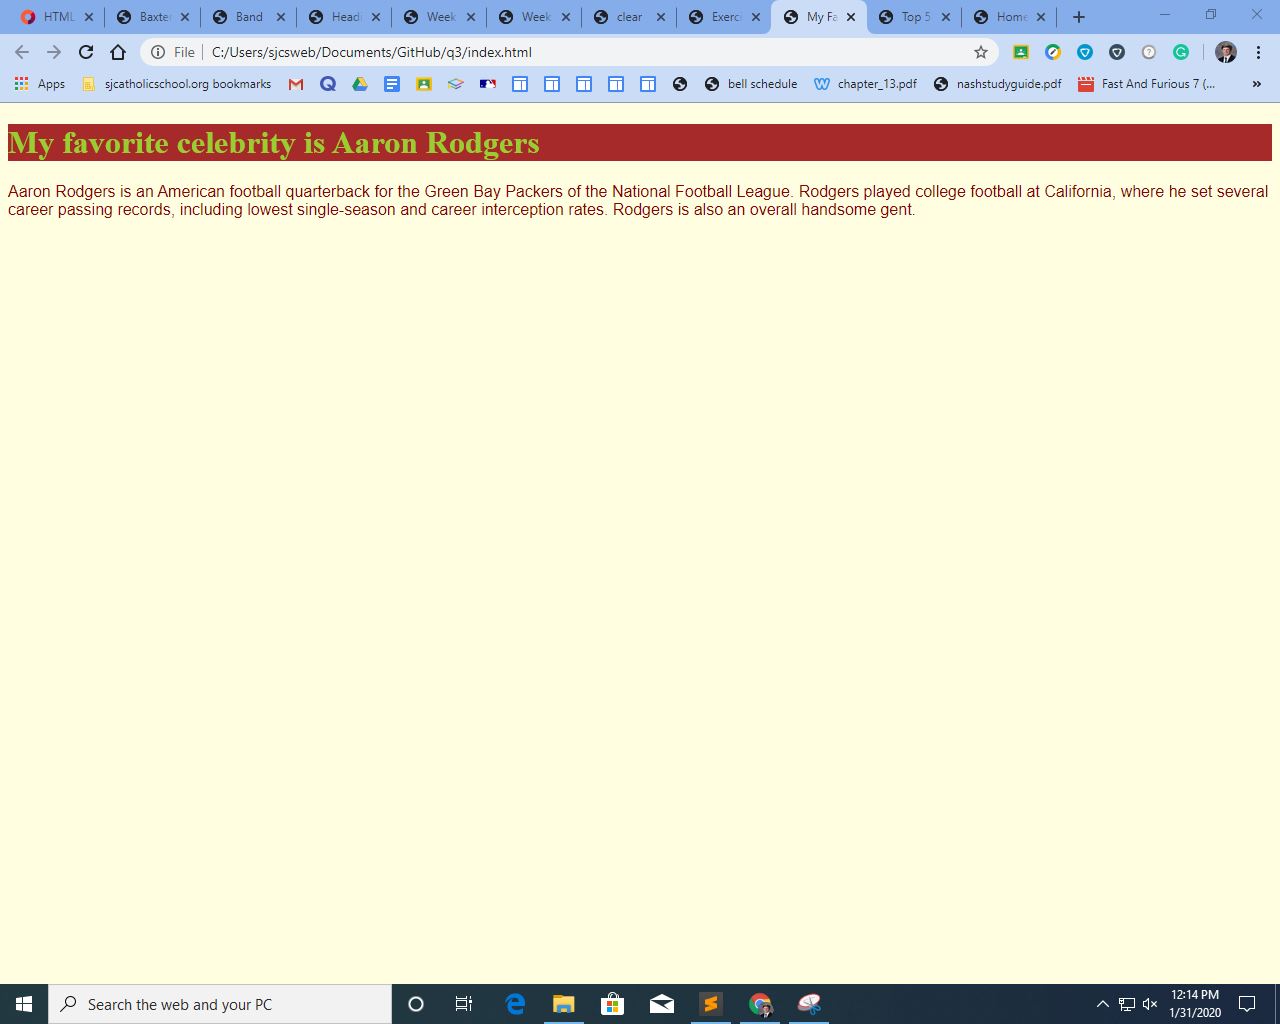 HTML Baxter Band Headi Week Week clear Exerci My Fa Top 5 Home
File C:/Users/sjcsweb/Documents/GitHub/q3/index.html
Apps sjcatholicschool.org bookmarks bell schedule chapter_13.pdf nashstudyguide.pdf Fast And Furious 7 (... »
My favorite celebrity is Aaron Rodgers
Aaron Rodgers is an American football quarterback for the Green Bay Packers of the National Football League. Rodgers played college football at California, where he set several
career passing records, including lowest single-season and career interception rates. Rodgers is also an overall handsome gent.
Search the web and your PC
12:14 PM
1/31/2020